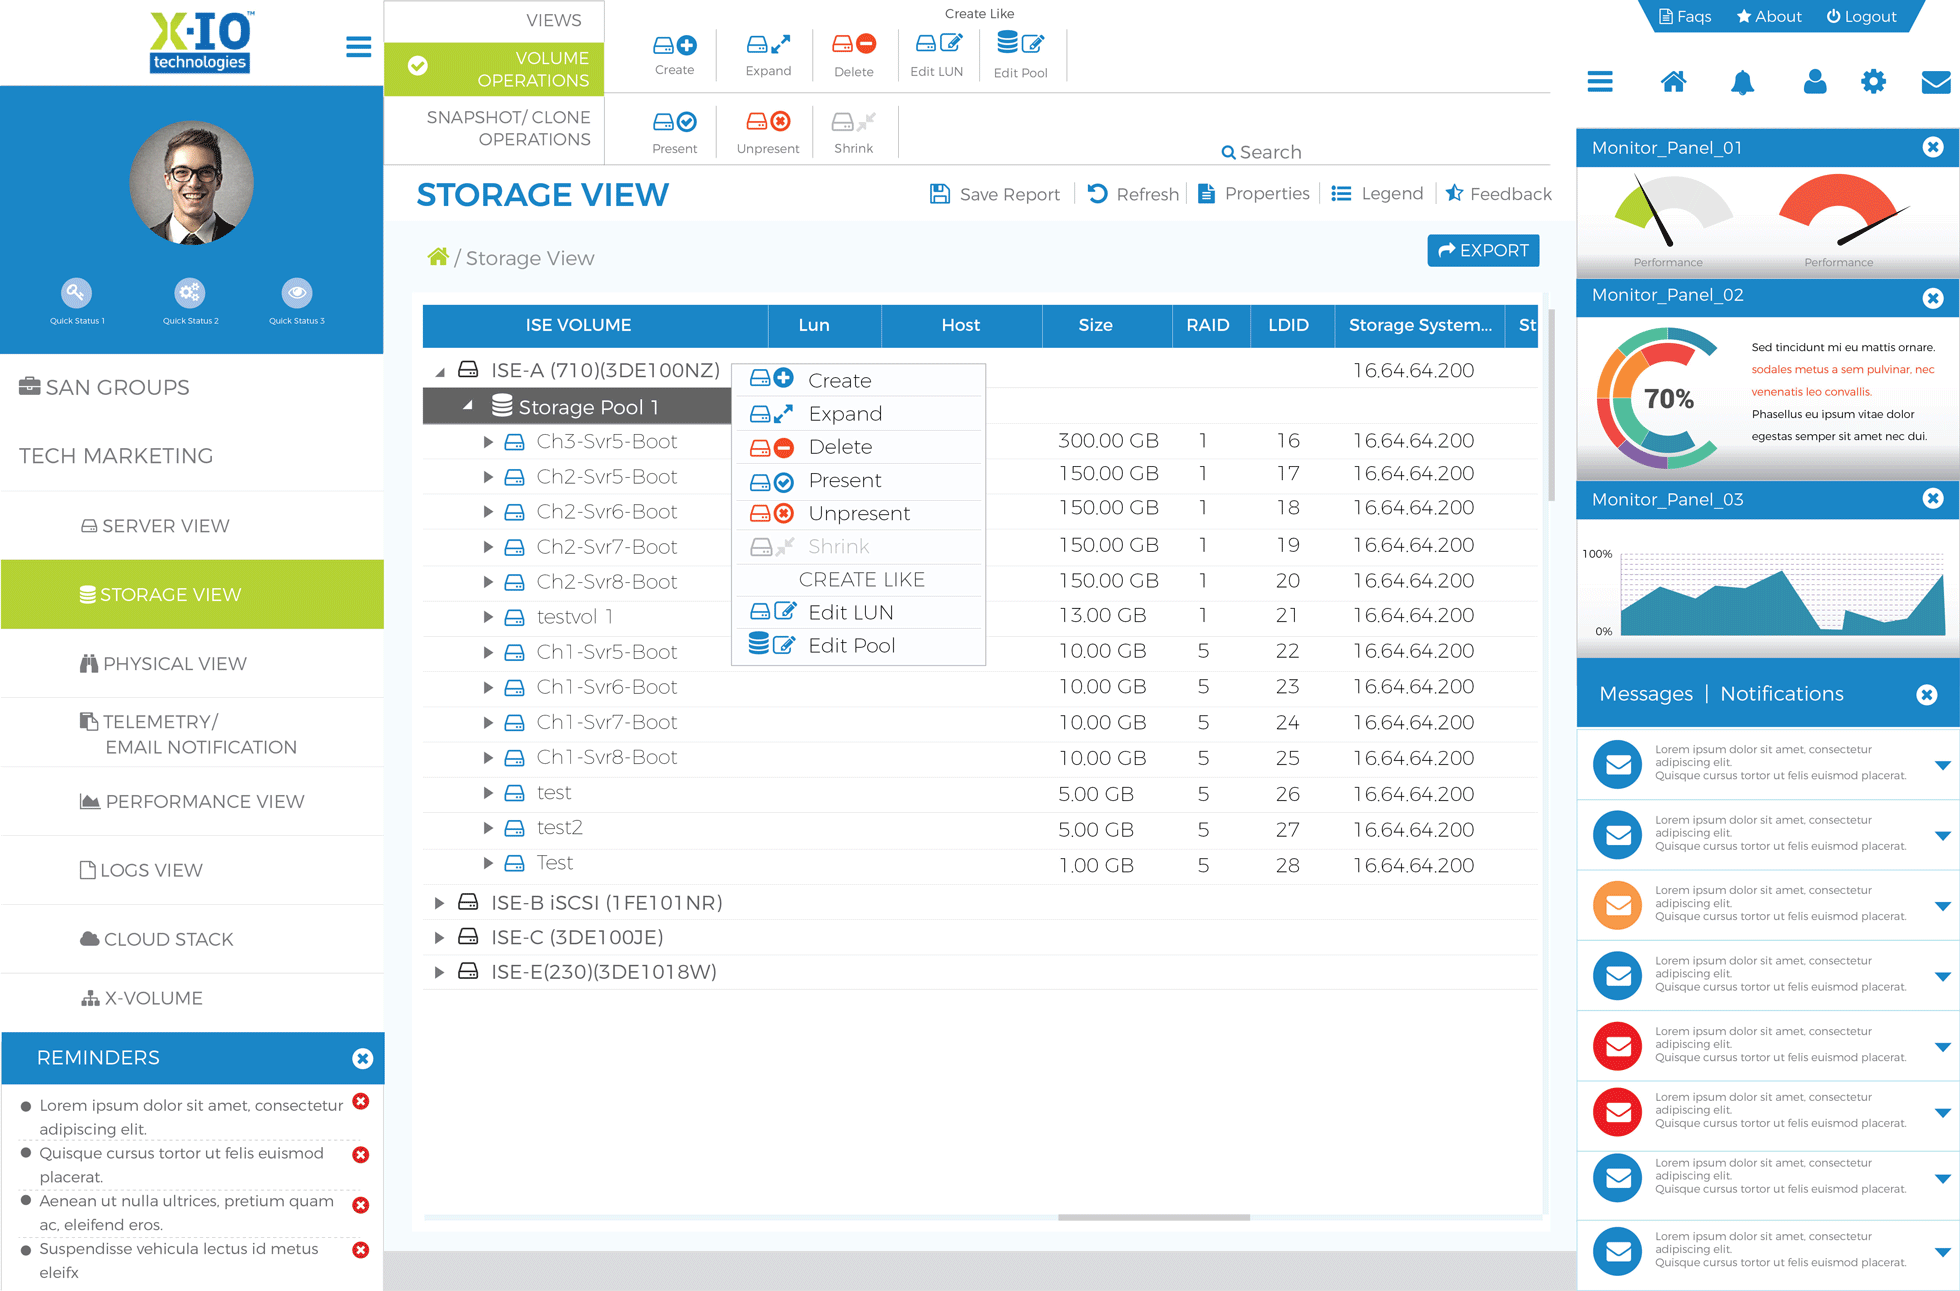 X-IO™
technologies
Quick Status 1
Quick Status 2
Quick Status 3
SAN GROUPS
TECH MARKETING
SERVER VIEW
STORAGE VIEW
PHYSICAL VIEW
TELEMETRY/
EMAIL NOTIFICATION
PERFORMANCE VIEW
LOGS VIEW
CLOUD STACK
X-VOLUME
REMINDERS
Lorem ipsum dolor sit amet, consectetur
adipiscing elit.
Quisque cursus tortor ut felis euismod
placerat.
Aenean ut nulla ultrices, pretium quam
ac, eleifend eros.
Suspendisse vehicula lectus id metus
eleifx
VIEWS
VOLUME
OPERATIONS
SNAPSHOT/ CLONE
OPERATIONS
Create Like
Create
Expand
Delete
Edit LUN
Edit Pool
Present
Unpresent
Shrink
Search
STORAGE VIEW
Save Report
Refresh
Properties
Legend
Feedback
/ Storage View
EXPORT
ISE VOLUME Lun Host Size RAID LDID Storage System... St
ISE-A (710)(3DE100NZ) 16.64.64.200
Storage Pool 1
Ch3-Svr5-Boot 300.00 GB 1 16 16.64.64.200
Ch2-Svr5-Boot 150.00 GB 1 17 16.64.64.200
Ch2-Svr6-Boot 150.00 GB 1 18 16.64.64.200
Ch2-Svr7-Boot 150.00 GB 1 19 16.64.64.200
Ch2-Svr8-Boot 150.00 GB 1 20 16.64.64.200
testvol 1 13.00 GB 1 21 16.64.64.200
Ch1-Svr5-Boot 10.00 GB 5 22 16.64.64.200
Ch1-Svr6-Boot 10.00 GB 5 23 16.64.64.200
Ch1-Svr7-Boot 10.00 GB 5 24 16.64.64.200
Ch1-Svr8-Boot 10.00 GB 5 25 16.64.64.200
test 5.00 GB 5 26 16.64.64.200
test2 5.00 GB 5 27 16.64.64.200
Test 1.00 GB 5 28 16.64.64.200
ISE-B iSCSI (1FE101NR)
ISE-C (3DE100JE)
ISE-E(230)(3DE1018W)
Create
Expand
Delete
Present
Unpresent
Shrink
CREATE LIKE
Edit LUN
Edit Pool
Faqs
About
Logout
Monitor_Panel_01
Performance
Performance
Monitor_Panel_02
70%
Sed tincidunt mi eu mattis ornare.
sodales metus a sem pulvinar, nec
venenatis leo convallis.
Phasellus eu ipsum vitae dolor
egestas semper sit amet nec dui.
Monitor_Panel_03
100%
0%
Messages | Notifications
Lorem ipsum dolor sit amet, consectetur
adipiscing elit.
Quisque cursus tortor ut felis euismod placerat.
Lorem ipsum dolor sit amet, consectetur
adipiscing elit.
Quisque cursus tortor ut felis euismod placerat.
Lorem ipsum dolor sit amet, consectetur
adipiscing elit.
Quisque cursus tortor ut felis euismod placerat.
Lorem ipsum dolor sit amet, consectetur
adipiscing elit.
Quisque cursus tortor ut felis euismod placerat.
Lorem ipsum dolor sit amet, consectetur
adipiscing elit.
Quisque cursus tortor ut felis euismod placerat.
Lorem ipsum dolor sit amet, consectetur
adipiscing elit.
Quisque cursus tortor ut felis euismod placerat.
Lorem ipsum dolor sit amet, consectetur
adipiscing elit.
Quisque cursus tortor ut felis euismod placerat.
Lorem ipsum dolor sit amet, consectetur
adipiscing elit.
Quisque cursus tortor ut felis euismod placerat.